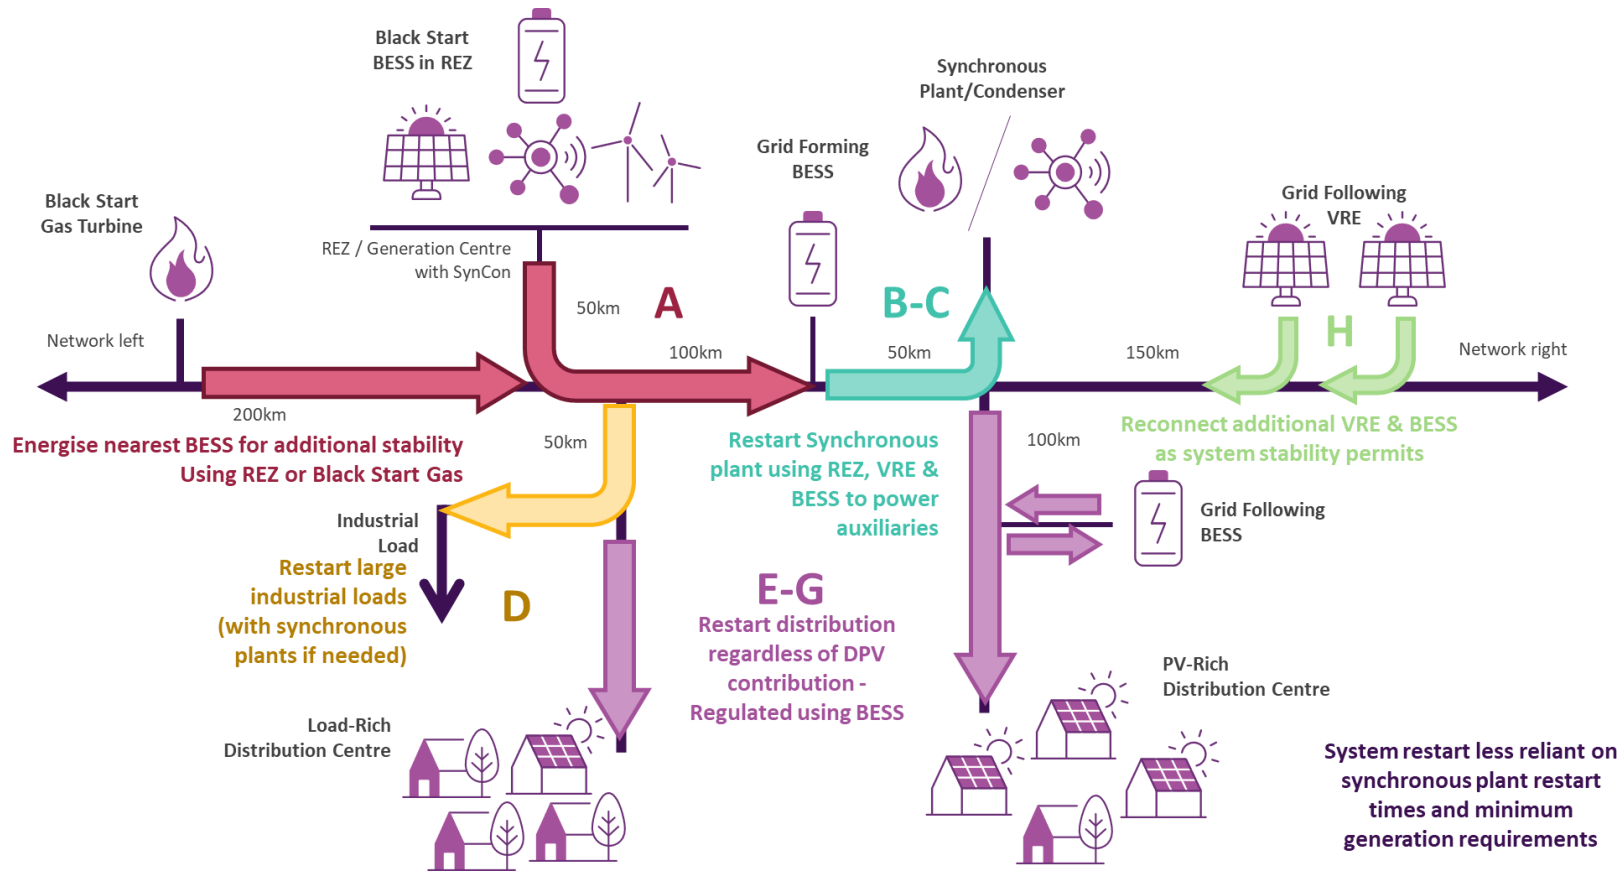 Black Start
BESS in REZ
Synchronous
Plant/Condenser
Grid Forming
BESS
Grid Following
VRE
Black Start
Gas Turbine
REZ / Generation Centre
with SynCon
50km
A
B-C
H
Network left
100km
50km
150km
Network right
200km
Energise nearest BESS for additional stability
Using REZ or Black Start Gas
50km
Restart Synchronous
plant using REZ, VRE &
BESS to power
auxiliaries
100km
Reconnect additional VRE & BESS
as system stability permits
Grid Following
BESS
Industrial
Load
Restart large
industrial loads
(with synchronous
plants if needed)
D
E-G
Restart distribution
regardless of DPV
contribution -
Regulated using BESS
Load-Rich
Distribution Centre
PV-Rich
Distribution Centre
System restart less reliant on
synchronous plant restart
times and minimum
generation requirements